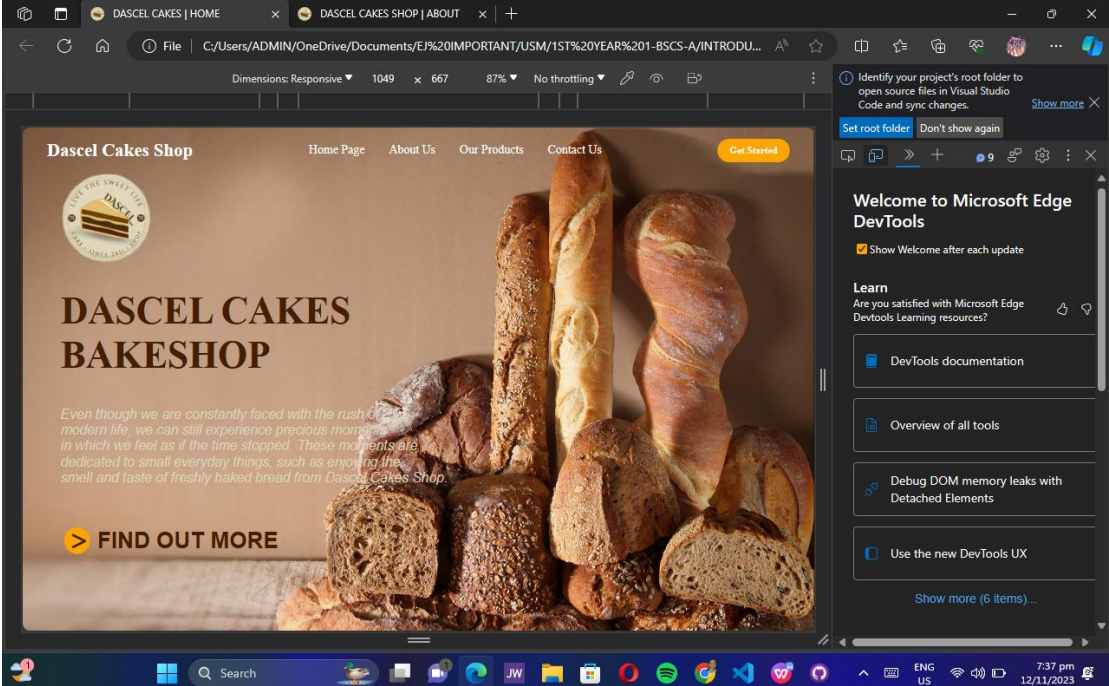 DASCEL CAKES | HOME
DASCEL CAKES SHOP | ABOUT
File
C:/Users/ADMIN/OneDrive/Documents/EJ%20IMPORTANT/USM/1ST%20YEAR%201-BSCS-A/INTRODU...
Dimensions: Responsive 1049 × 667 87% No throttling
Identify your project's root folder to
open source files in Visual Studio
Code and sync changes.
Show more
Set root folder Don't show again
9
Dascel Cakes Shop
Home Page About Us Our Products Contact Us
Get Started
LIVE THE SWEET LIFE
DASCEL
DASCEL CAKES
BAKESHOP
Even though we are constantly faced with the rush of
modern life, we can still experience precious moments
in which we feel as if the time stopped. These moments are
dedicated to small everyday things, such as enjoying the
smell and taste of freshly baked bread from Dascel Cakes Shop.
> FIND OUT MORE
Welcome to Microsoft Edge
DevTools
Show Welcome after each update
Learn
Are you satisfied with Microsoft Edge
Devtools Learning resources?
DevTools documentation
Overview of all tools
Debug DOM memory leaks with
Detached Elements
Use the new DevTools UX
Show more (6 items)...
1
Search
1
JW
ENG
US
7:37 pm
12/11/2023